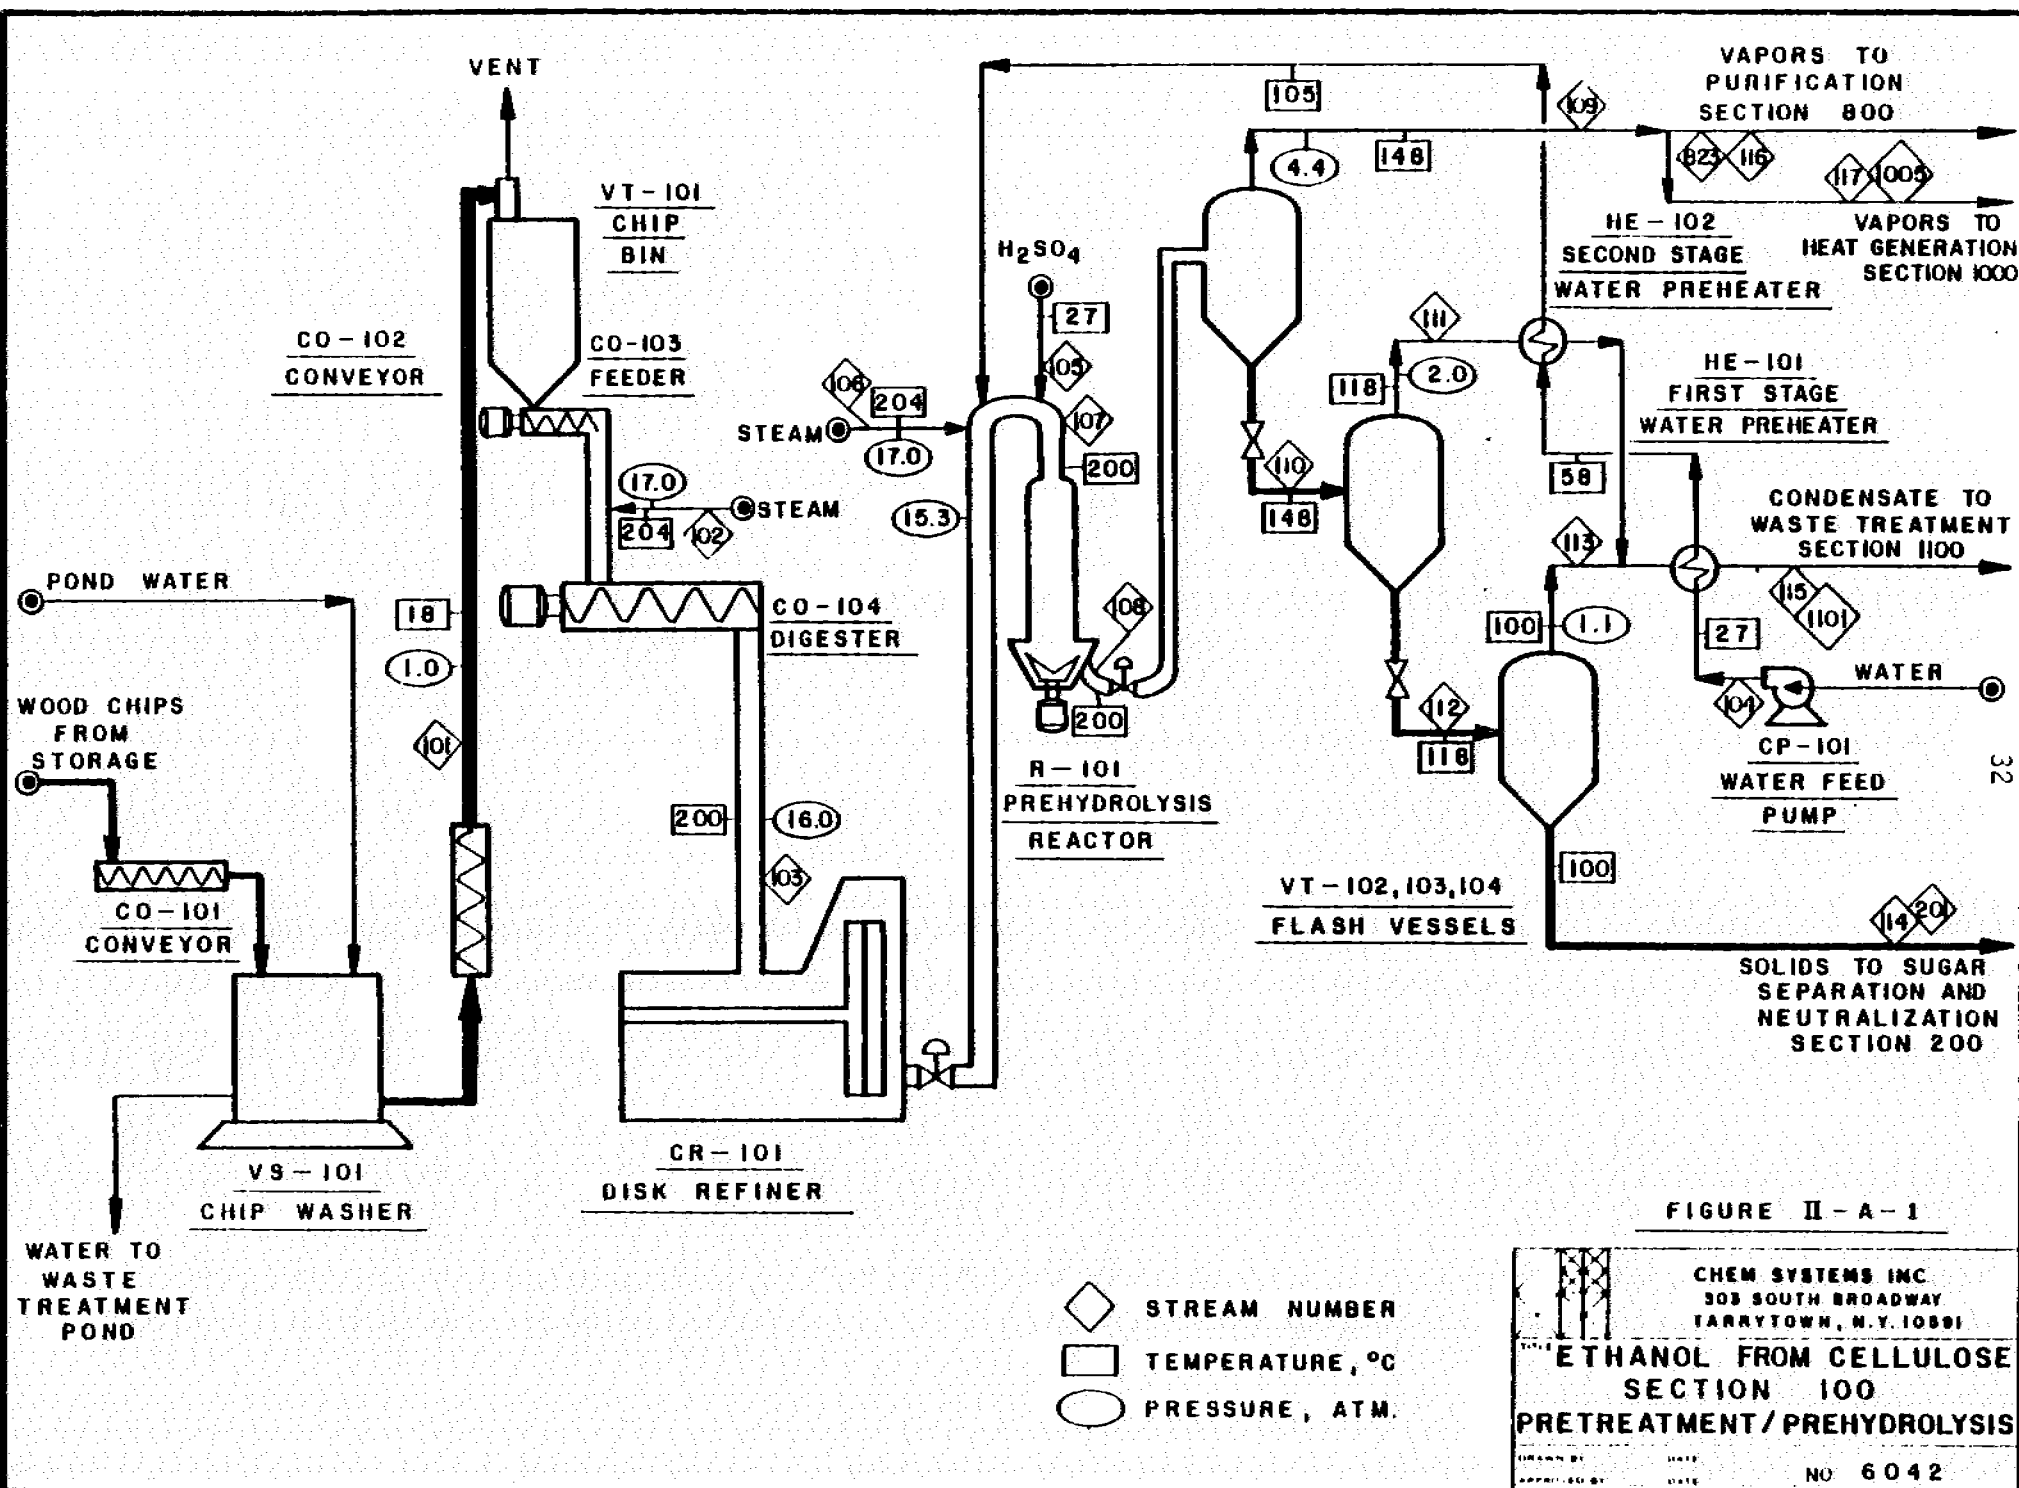 VENT
VT-101
CHIP
BIN
CO-102
CONVEYOR
CO-103
FEEDER
17.0
204
102
STEAM
POND WATER
18
1.0
101
WOOD CHIPS
FROM
STORAGE
CO-101
CONVEYOR
VS-101
CHIP WASHER
WATER TO
WASTE
TREATMENT
POND
CO-104
DIGESTER
200
16.0
103
CR-101
DISK REFINER
105
H2SO4
27
105
106
204
STEAM
17.0
107
200
15.3
108
200
R-101
PREHYDROLYSIS
REACTOR
4.4
148
109
VAPORS TO
PURIFICATION
SECTION 800
823
116
117
1005
VAPORS TO
HEAT GENERATION
SECTION 1000
HE-102
SECOND STAGE
WATER PREHEATER
111
118
2.0
110
148
HE-101
FIRST STAGE
WATER PREHEATER
58
CONDENSATE TO
WASTE TREATMENT
SECTION 1100
113
115
1101
100
1.1
27
WATER
104
CP-101
WATER FEED
PUMP
112
118
100
VT-102,103,104
FLASH VESSELS
114
201
SOLIDS TO SUGAR
SEPARATION AND
NEUTRALIZATION
SECTION 200
32
STREAM NUMBER
TEMPERATURE, °C
PRESSURE, ATM.
FIGURE II-A-1
CHEM SYSTEMS INC
303 SOUTH BROADWAY
TARRYTOWN, N.Y. 10591
TITLE
ETHANOL FROM CELLULOSE
SECTION 100
PRETREATMENT/PREHYDROLYSIS
DRAWN BY DATE
APPROVED BY DATE
NO 6042